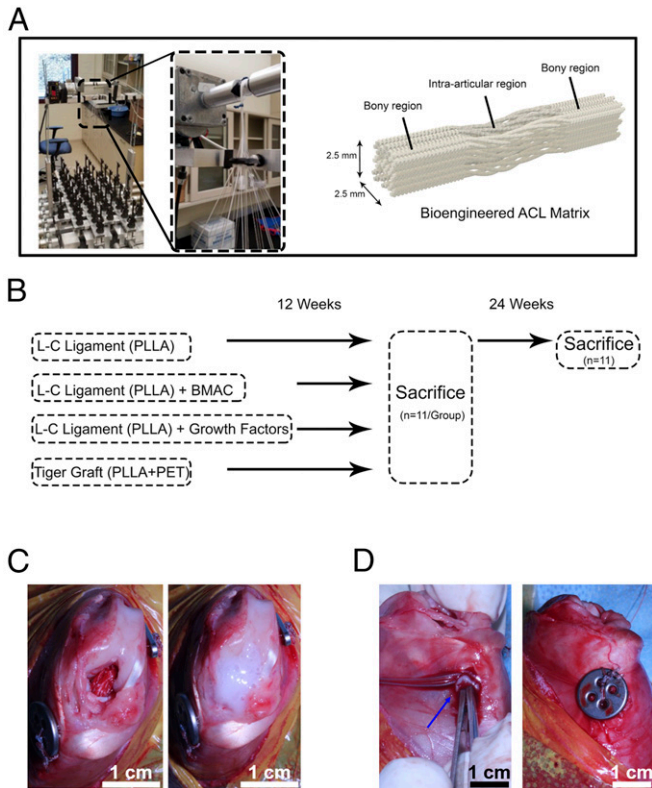 A
Bony region
Intra-articular region
Bony region
2.5 mm
2.5 mm
Bioengineered ACL Matrix
B
12 Weeks
24 Weeks
L-C Ligament (PLLA)
L-C Ligament (PLLA) + BMAC
L-C Ligament (PLLA) + Growth Factors
Tiger Graft (PLLA+PET)
Sacrifice
(n=11/Group)
Sacrifice
(n=11)
C
1 cm
1 cm
D
1 cm
1 cm